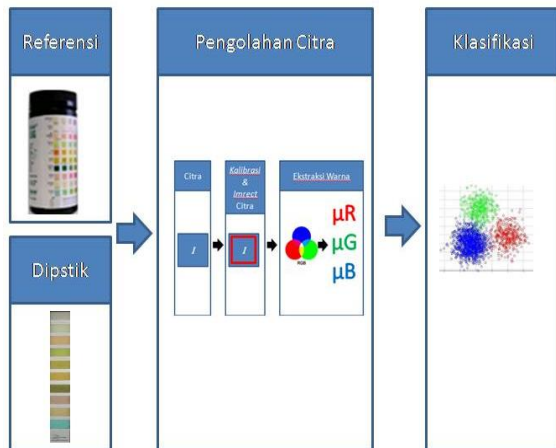 Referensi
Dipstik
Pengolahan Citra
Citra
I
Kalibrasi
&
Imrect
Citra
I
Ekstraksi Warna
RGB
µR
µG
µB
Klasifikasi